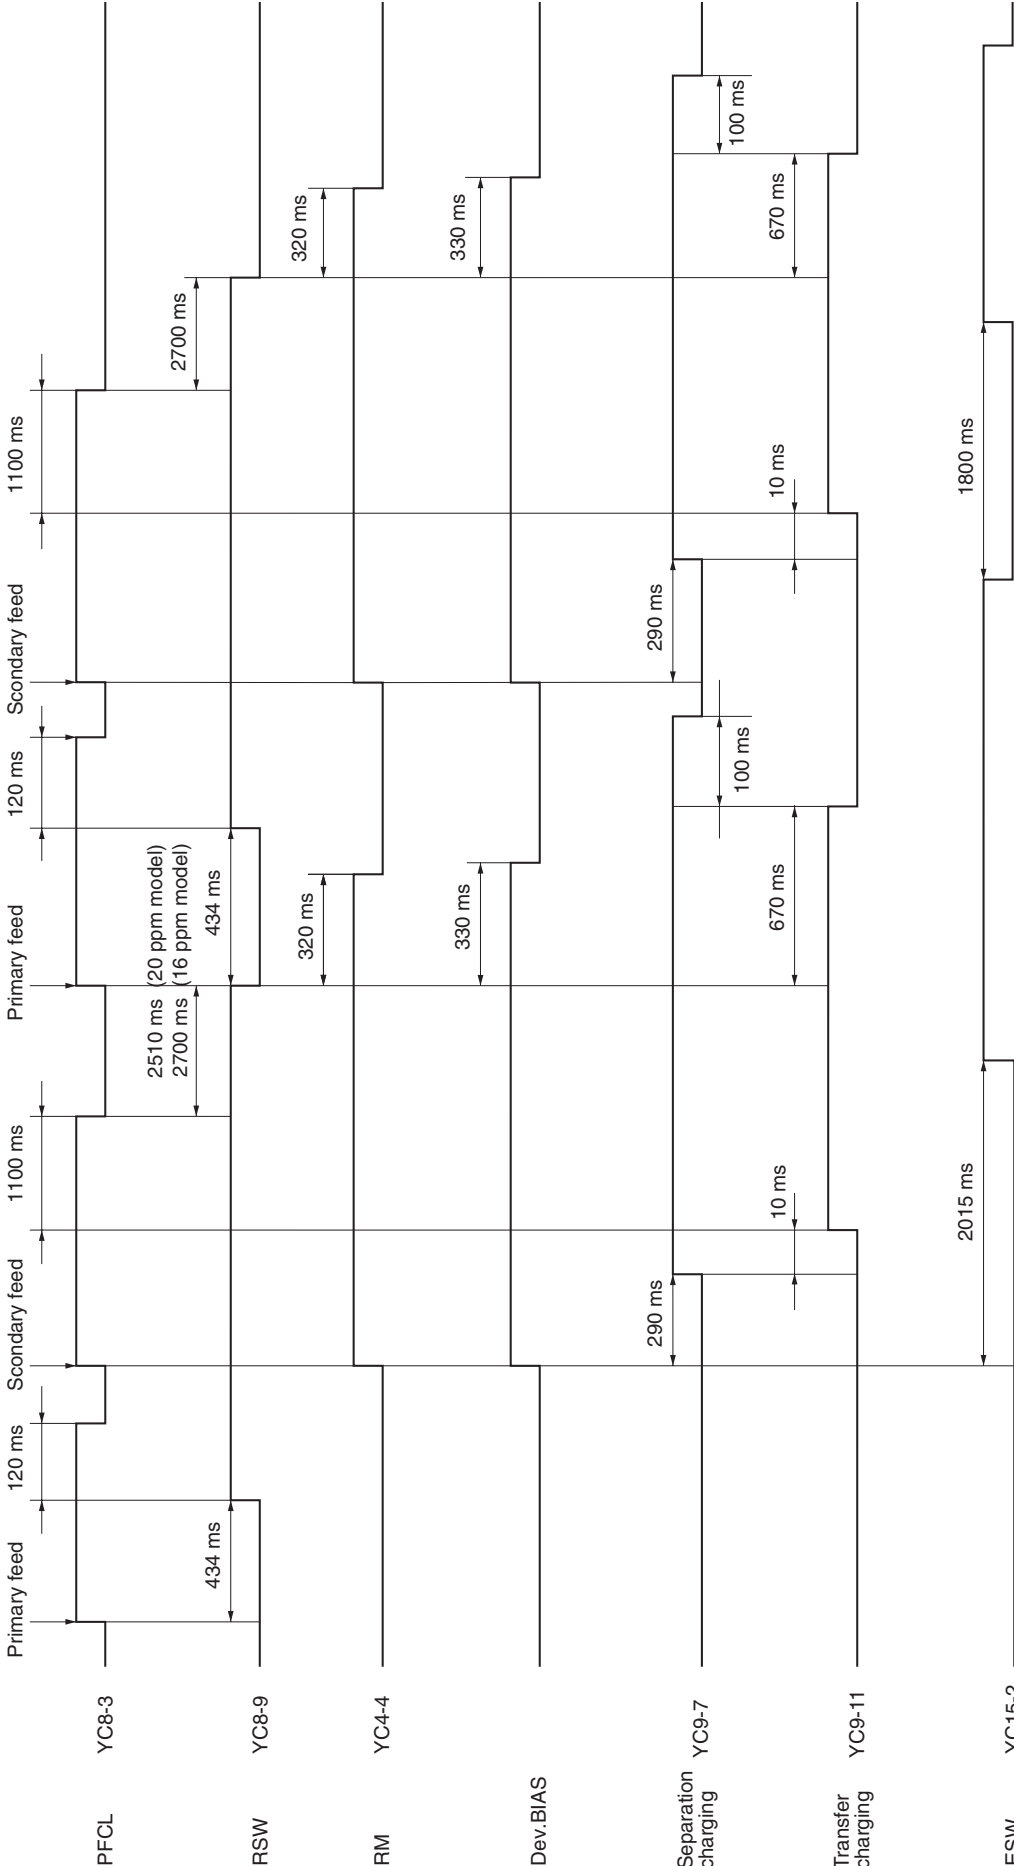 Primary feed
120 ms
Scondary feed
1100 ms
Primary feed
120 ms
Scondary feed
1100 ms
PFCL YC8-3
2510 ms (20 ppm model)
2700 ms (16 ppm model)
434 ms
434 ms
2700 ms
RSW YC8-9
320 ms
320 ms
RM YC4-4
330 ms
330 ms
Dev.BIAS
290 ms
290 ms
Separation
charging
YC9-7
100 ms
100 ms
10 ms
670 ms
10 ms
670 ms
Transfer
charging
YC9-11
2015 ms
1800 ms